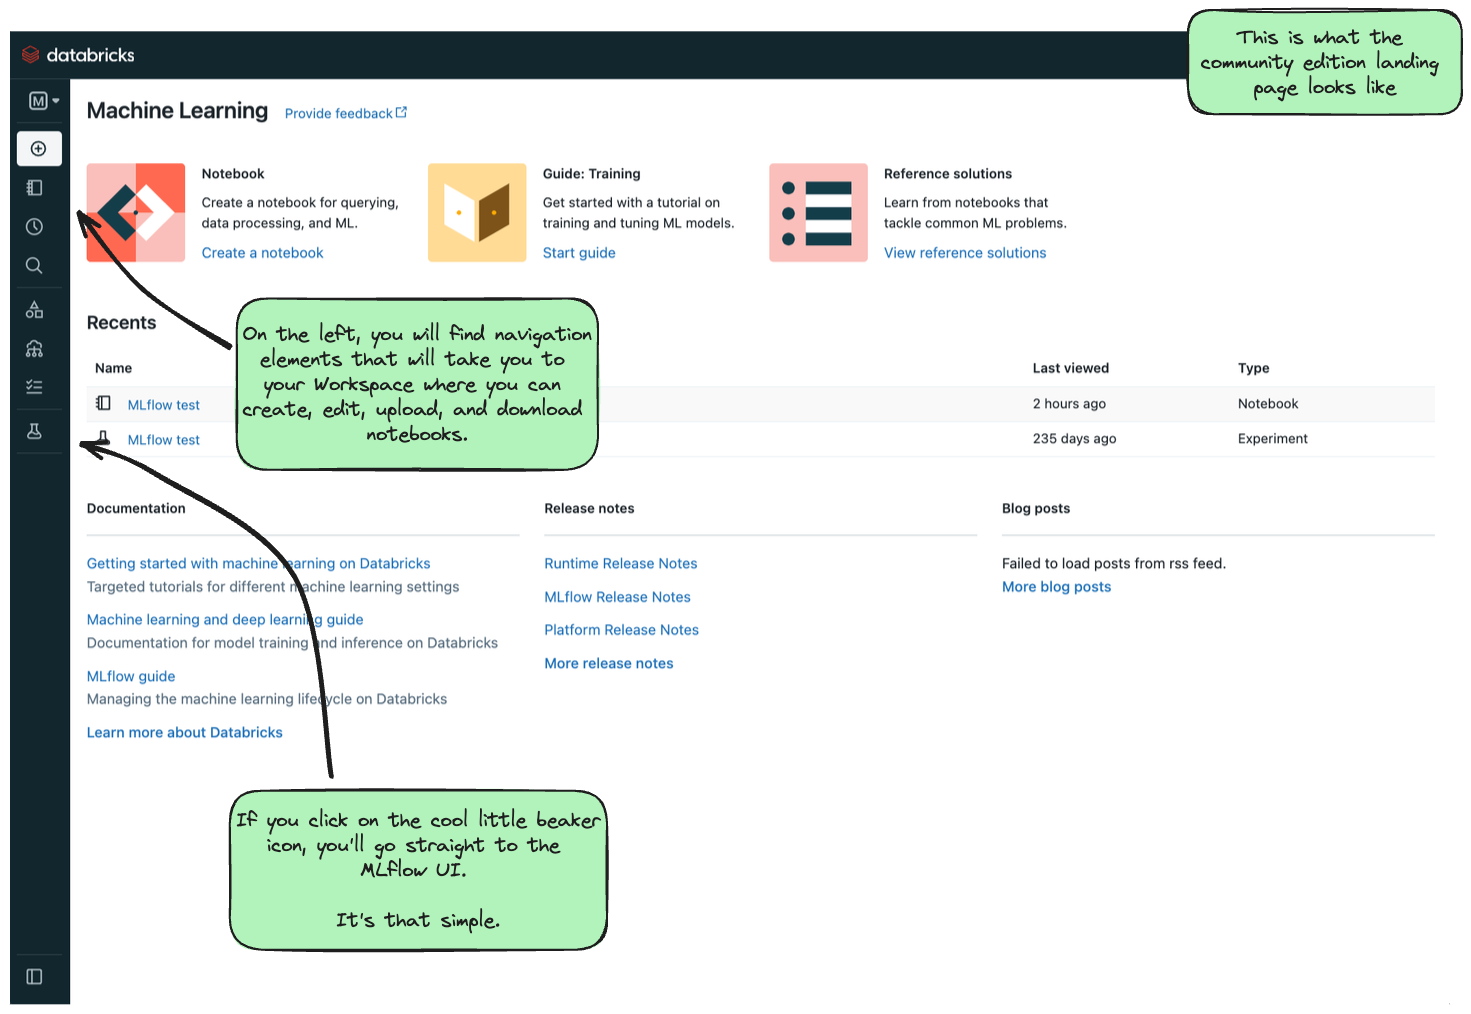 This is what the
community edition landing
page looks like
databricks
M
Machine Learning
Provide feedback
Notebook
Create a notebook for querying,
data processing, and ML.
Create a notebook
Guide: Training
Get started with a tutorial on
training and tuning ML models.
Start guide
Reference solutions
Learn from notebooks that
tackle common ML problems.
View reference solutions
On the left, you will find navigation
elements that will take you to
your Workspace where you can
create, edit, upload, and download
notebooks.
Recents
Name
Last viewed
Type
MLflow test
2 hours ago
Notebook
MLflow test
235 days ago
Experiment
Documentation
Getting started with machine learning on Databricks
Targeted tutorials for different machine learning settings
Machine learning and deep learning guide
Documentation for model training and inference on Databricks
MLflow guide
Managing the machine learning lifecycle on Databricks
Learn more about Databricks
Release notes
Runtime Release Notes
MLflow Release Notes
Platform Release Notes
More release notes
Blog posts
Failed to load posts from rss feed.
More blog posts
If you click on the cool little beaker
icon, you'll go straight to the
MLflow UI.
It's that simple.